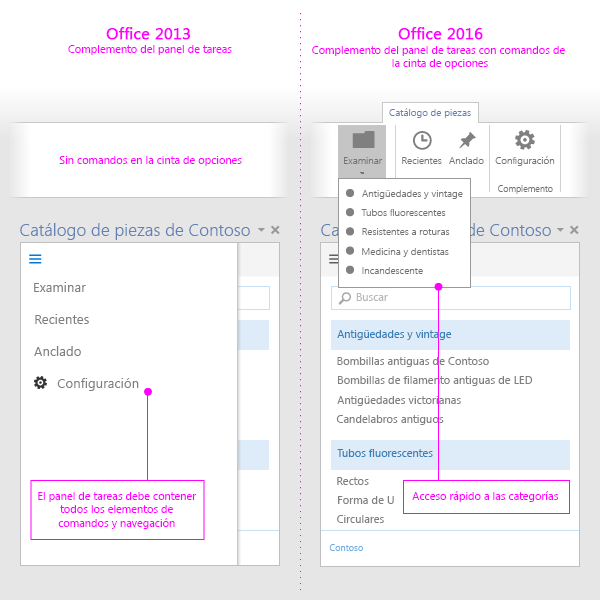 Office 2013
Complemento del panel de tareas
Sin comandos en la cinta de opciones
Catálogo de piezas de Contoso
Examinar
Recientes
Anclado
Configuración
El panel de tareas debe contener
todos los elementos de
comandos y navegación
Office 2016
Complemento del panel de tareas con comandos de
la cinta de opciones
Catálogo de piezas
Examinar
Recientes
Anclado
Configuración
Complemento
Antigüedades y vintage
Tubos fluorescentes
Resistentes a roturas
Medicina y dentistas
Incandescente
Catálogo de Contoso
Buscar
Antigüedades y vintage
Bombillas antiguas de Contoso
Bombillas de filamento antiguas de LED
Antigüedades victorianas
Candelabros antiguos
Tubos fluorescentes
Rectos
Forma de U
Circulares
Acceso rápido a las categorías
Contoso